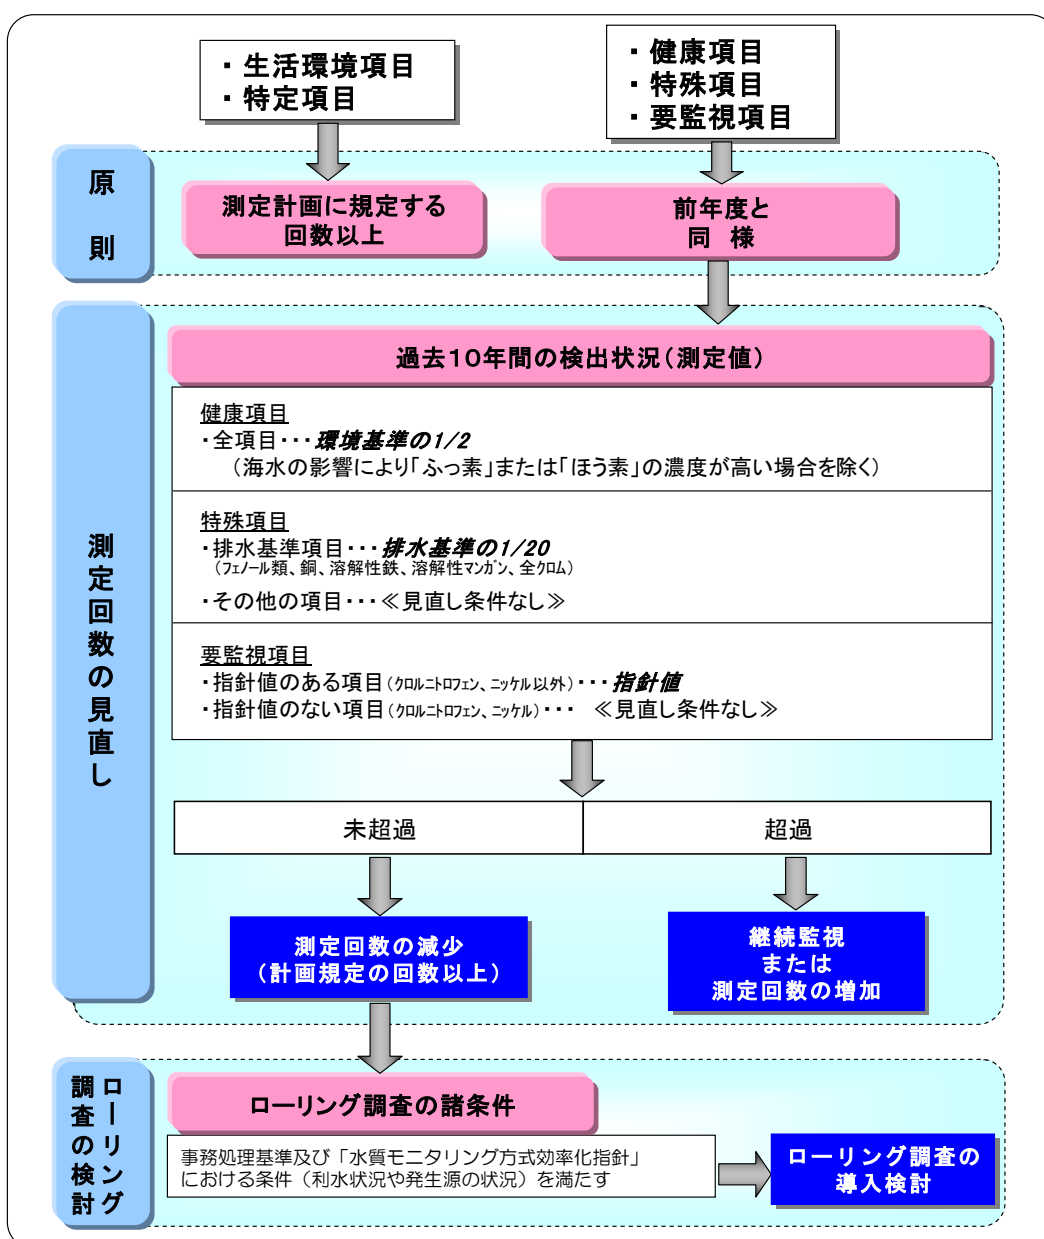 ・生活環境項目
・特定項目
・健康項目
・特殊項目
・要監視項目
原則
測定計画に規定する
回数以上
前年度と
同　様
測定回数の見直し
過去10年間の検出状況(測定値)
健康項目
・全項目・・・環境基準の1/2
(海水の影響により「ふっ素」または「ほう素」の濃度が高い場合を除く)
特殊項目
・排水基準項目・・・排水基準の1/20
(フェノール類、銅、溶解性鉄、溶解性マンガン、全クロム)
・その他の項目・・・≪見直し条件なし≫
要監視項目
・指針値のある項目(クロルニトロフェン、ニッケル以外)・・・指針値
・指針値のない項目(クロルニトロフェン、ニッケル)・・・　≪見直し条件なし≫
未超過
超過
測定回数の減少
(計画規定の回数以上)
継続監視
または
測定回数の増加
ローリング
調査の検討
ローリング調査の諸条件
事務処理基準及び「水質モニタリング方式効率化指針」
における条件（利水状況や発生源の状況）を満たす
ローリング調査の
導入検討